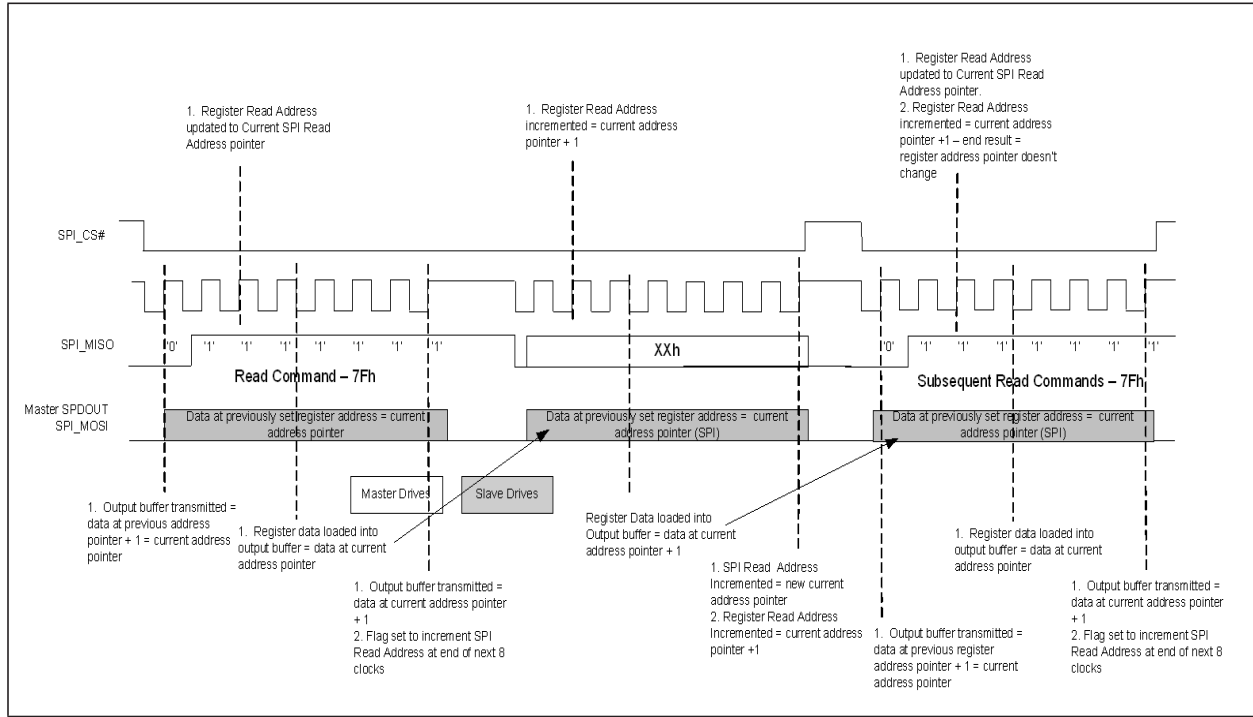 1. Register Read Address
updated to Current SPI Read
Address pointer
1. Register Read Address
incremented = current address
pointer + 1
1. Register Read Address
updated to Current SPI Read
Address pointer.
2. Register Read Address
incremented = current address
pointer +1 – end result =
register address pointer doesn't
change
SPI_CS#
SPI_MISO
'0' '1' '1' '1' '1' '1' '1' '1'
XXh
'0' '1' '1' '1' '1' '1' '1' '1'
Read Command – 7Fh
Subsequent Read Commands – 7Fh
Master SPDOUT
SPI_MOSI
Data at previously set register address = current
address pointer
Data at previously set register address = current
address pointer (SPI)
Data at previously set register address = current
address pointer (SPI)
Master Drives
Slave Drives
1. Output buffer transmitted =
data at previous address
pointer + 1 = current address
pointer
1. Register data loaded into
output buffer = data at current
address pointer
1. Output buffer transmitted =
data at current address pointer
+ 1
2. Flag set to increment SPI
Read Address at end of next 8
clocks
Register Data loaded into
Output buffer = data at current
address pointer + 1
1. SPI Read Address
Incremented = new current
address pointer
2. Register Read Address
Incremented = current address
pointer +1
1. Output buffer transmitted =
data at previous register
address pointer + 1 = current
address pointer
1. Register data loaded into
output buffer = data at current
address pointer
1. Output buffer transmitted =
data at current address pointer
+ 1
2. Flag set to increment SPI
Read Address at end of next 8
clocks